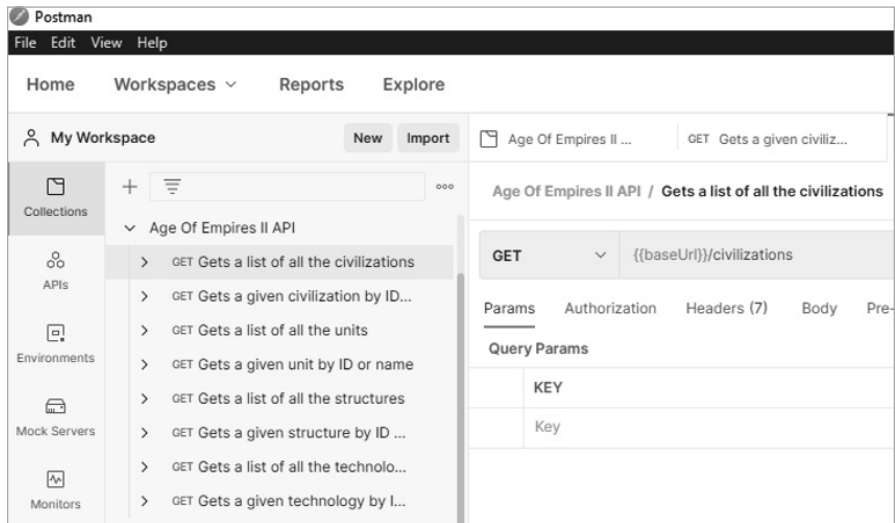 Postman
File Edit View Help
Home Workspaces Reports Explore
My Workspace New Import
Age Of Empires II ... GET Gets a given civiliz...
Collections
Age Of Empires II API / Gets a list of all the civilizations
Age Of Empires II API
GET Gets a list of all the civilizations
GET {{baseUrl}}/civilizations
APIs
GET Gets a given civilization by ID...
Params Authorization Headers (7) Body Pre-
GET Gets a list of all the units
Environments
Query Params
GET Gets a given unit by ID or name
KEY
GET Gets a list of all the structures
Key
Mock Servers
GET Gets a given structure by ID ...
GET Gets a list of all the technolo...
Monitors
GET Gets a given technology by I...